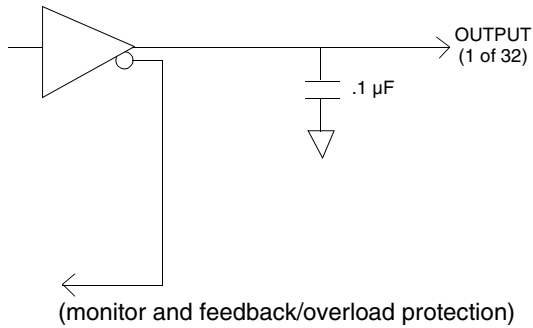 OUTPUT
(1 of 32)
.1 µF
(monitor and feedback/overload protection)